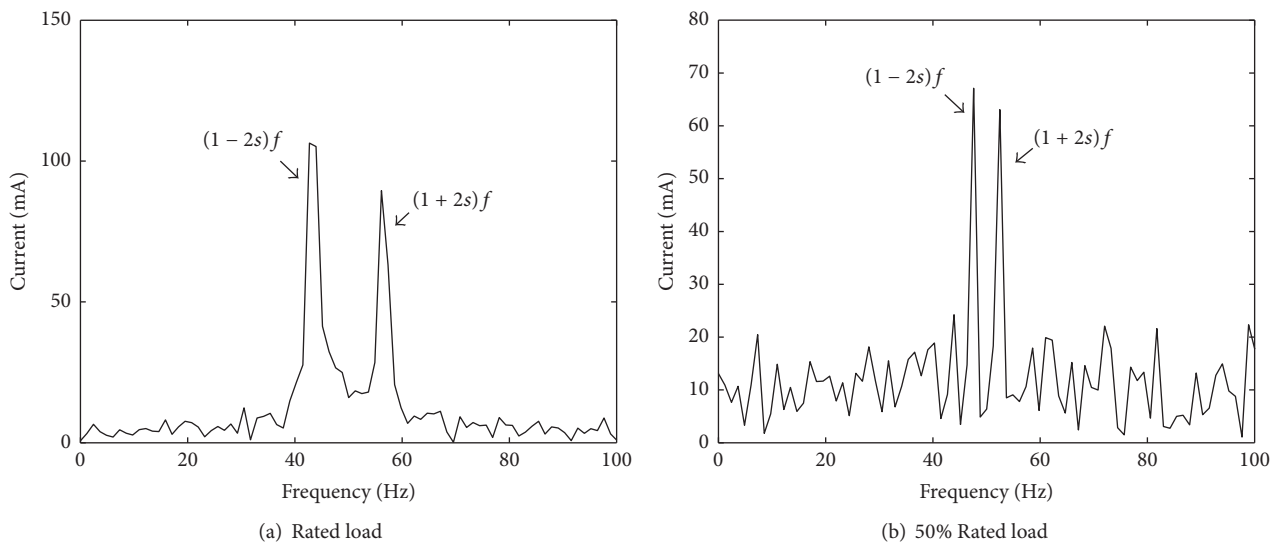 150
100
50
0
0 20 40 60 80 100
Current (mA)
Frequency (Hz)
(1 − 2s) f
(1 + 2s) f
(a) Rated load
80
70
60
50
40
30
20
10
0
0 20 40 60 80 100
Current (mA)
Frequency (Hz)
(1 − 2s) f
(1 + 2s) f
(b) 50% Rated load